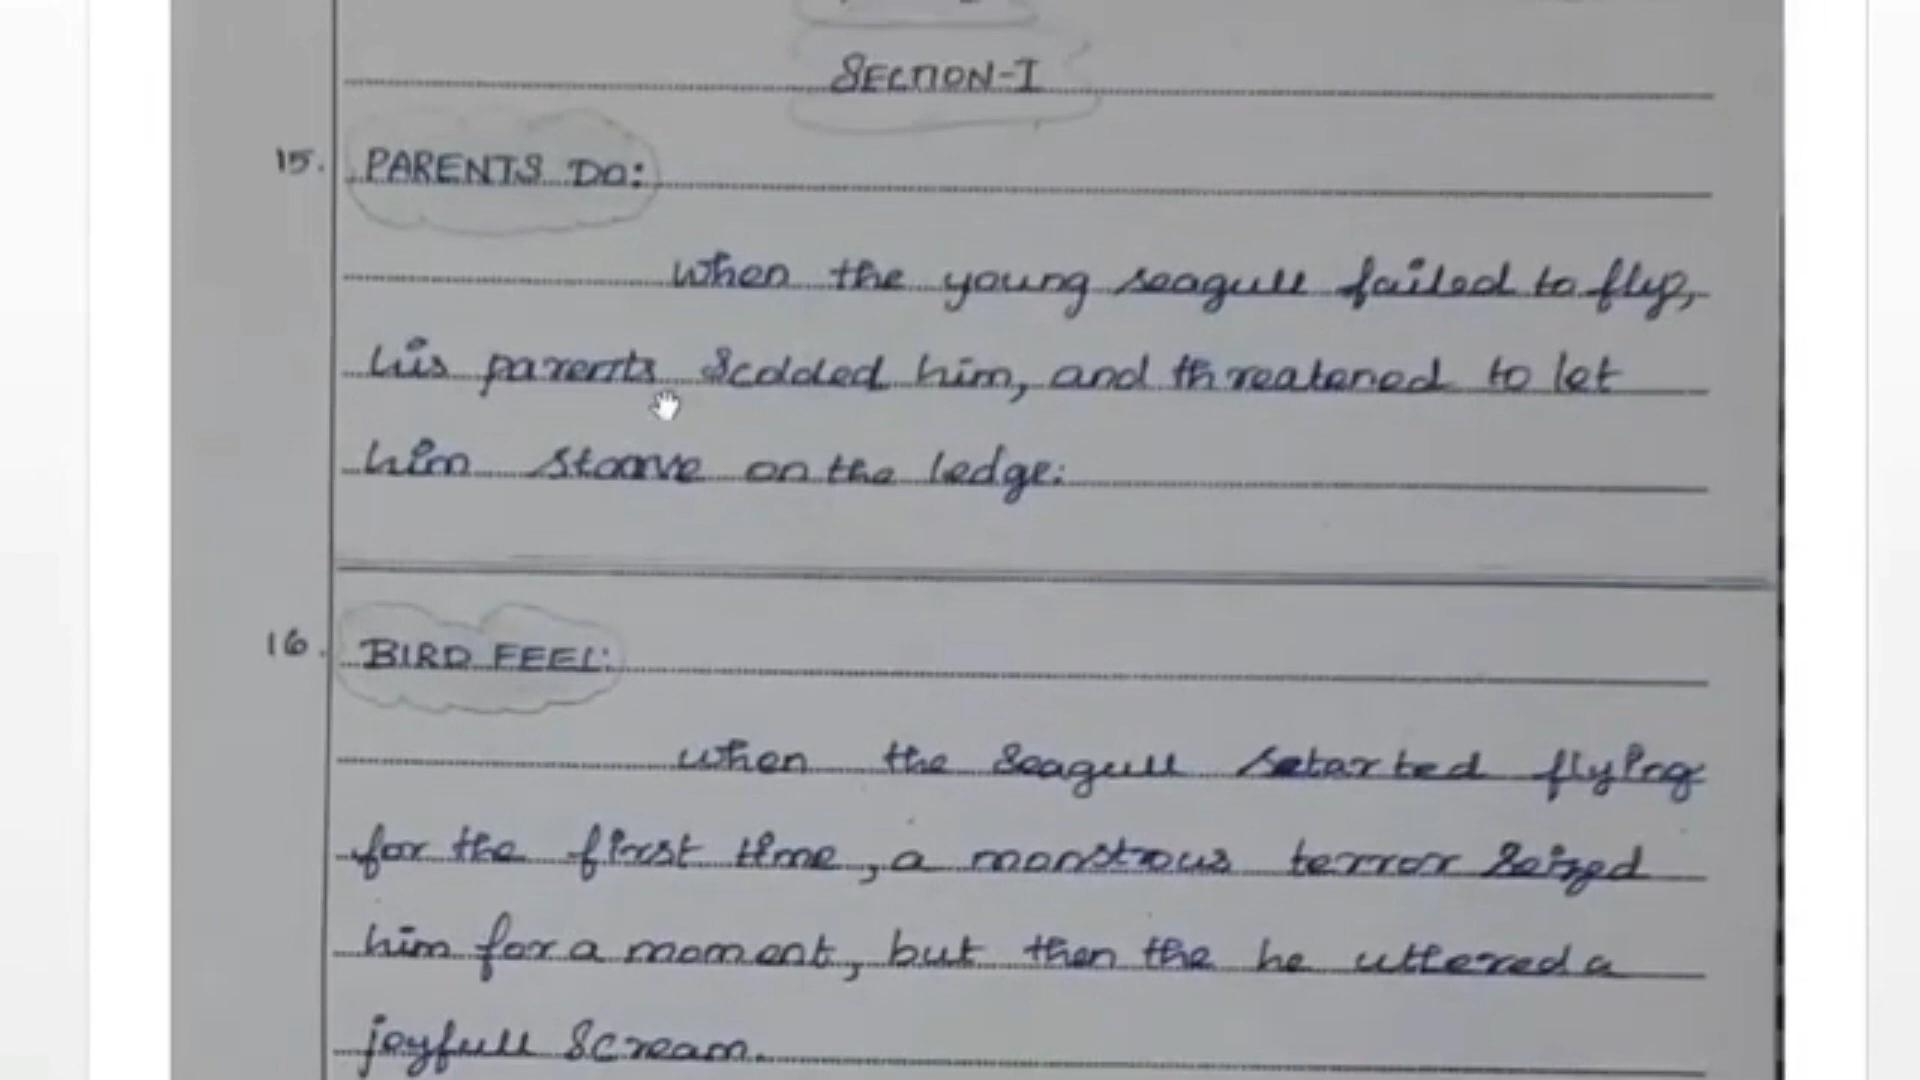 SECTION-I
15. PARENTS DO:
when the young seagull failed to fly,
his parents scolded him, and threatened to let
him starve on the ledge.
16. BIRD FEEL:
when the seagull setarted flying
for the first time, a monstrous terror seized
him for a moment, but then the he uttered a
joyfull scream.